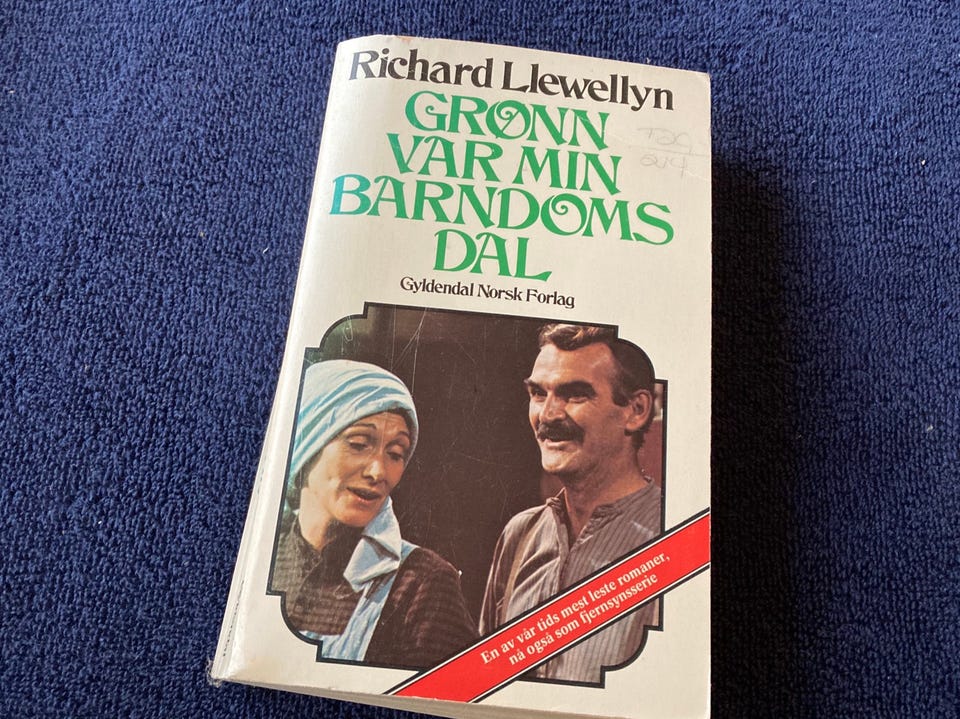 Richard Llewellyn
GRØNN
VAR MIN
BARNDOMS
DAL
Gyldendal Norsk Forlag
En av vår tids mest leste romaner,
nå også som fjernsynsserie